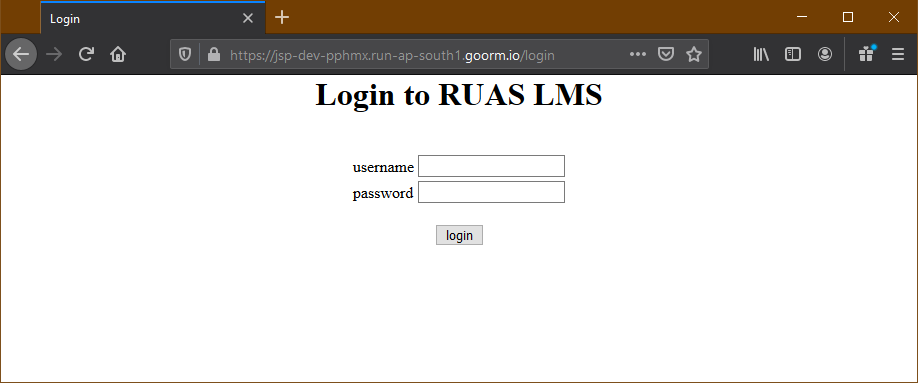 Login
https://jsp-dev-pphmx.run-ap-south1.goorm.io/login
Login to RUAS LMS
username
password
login